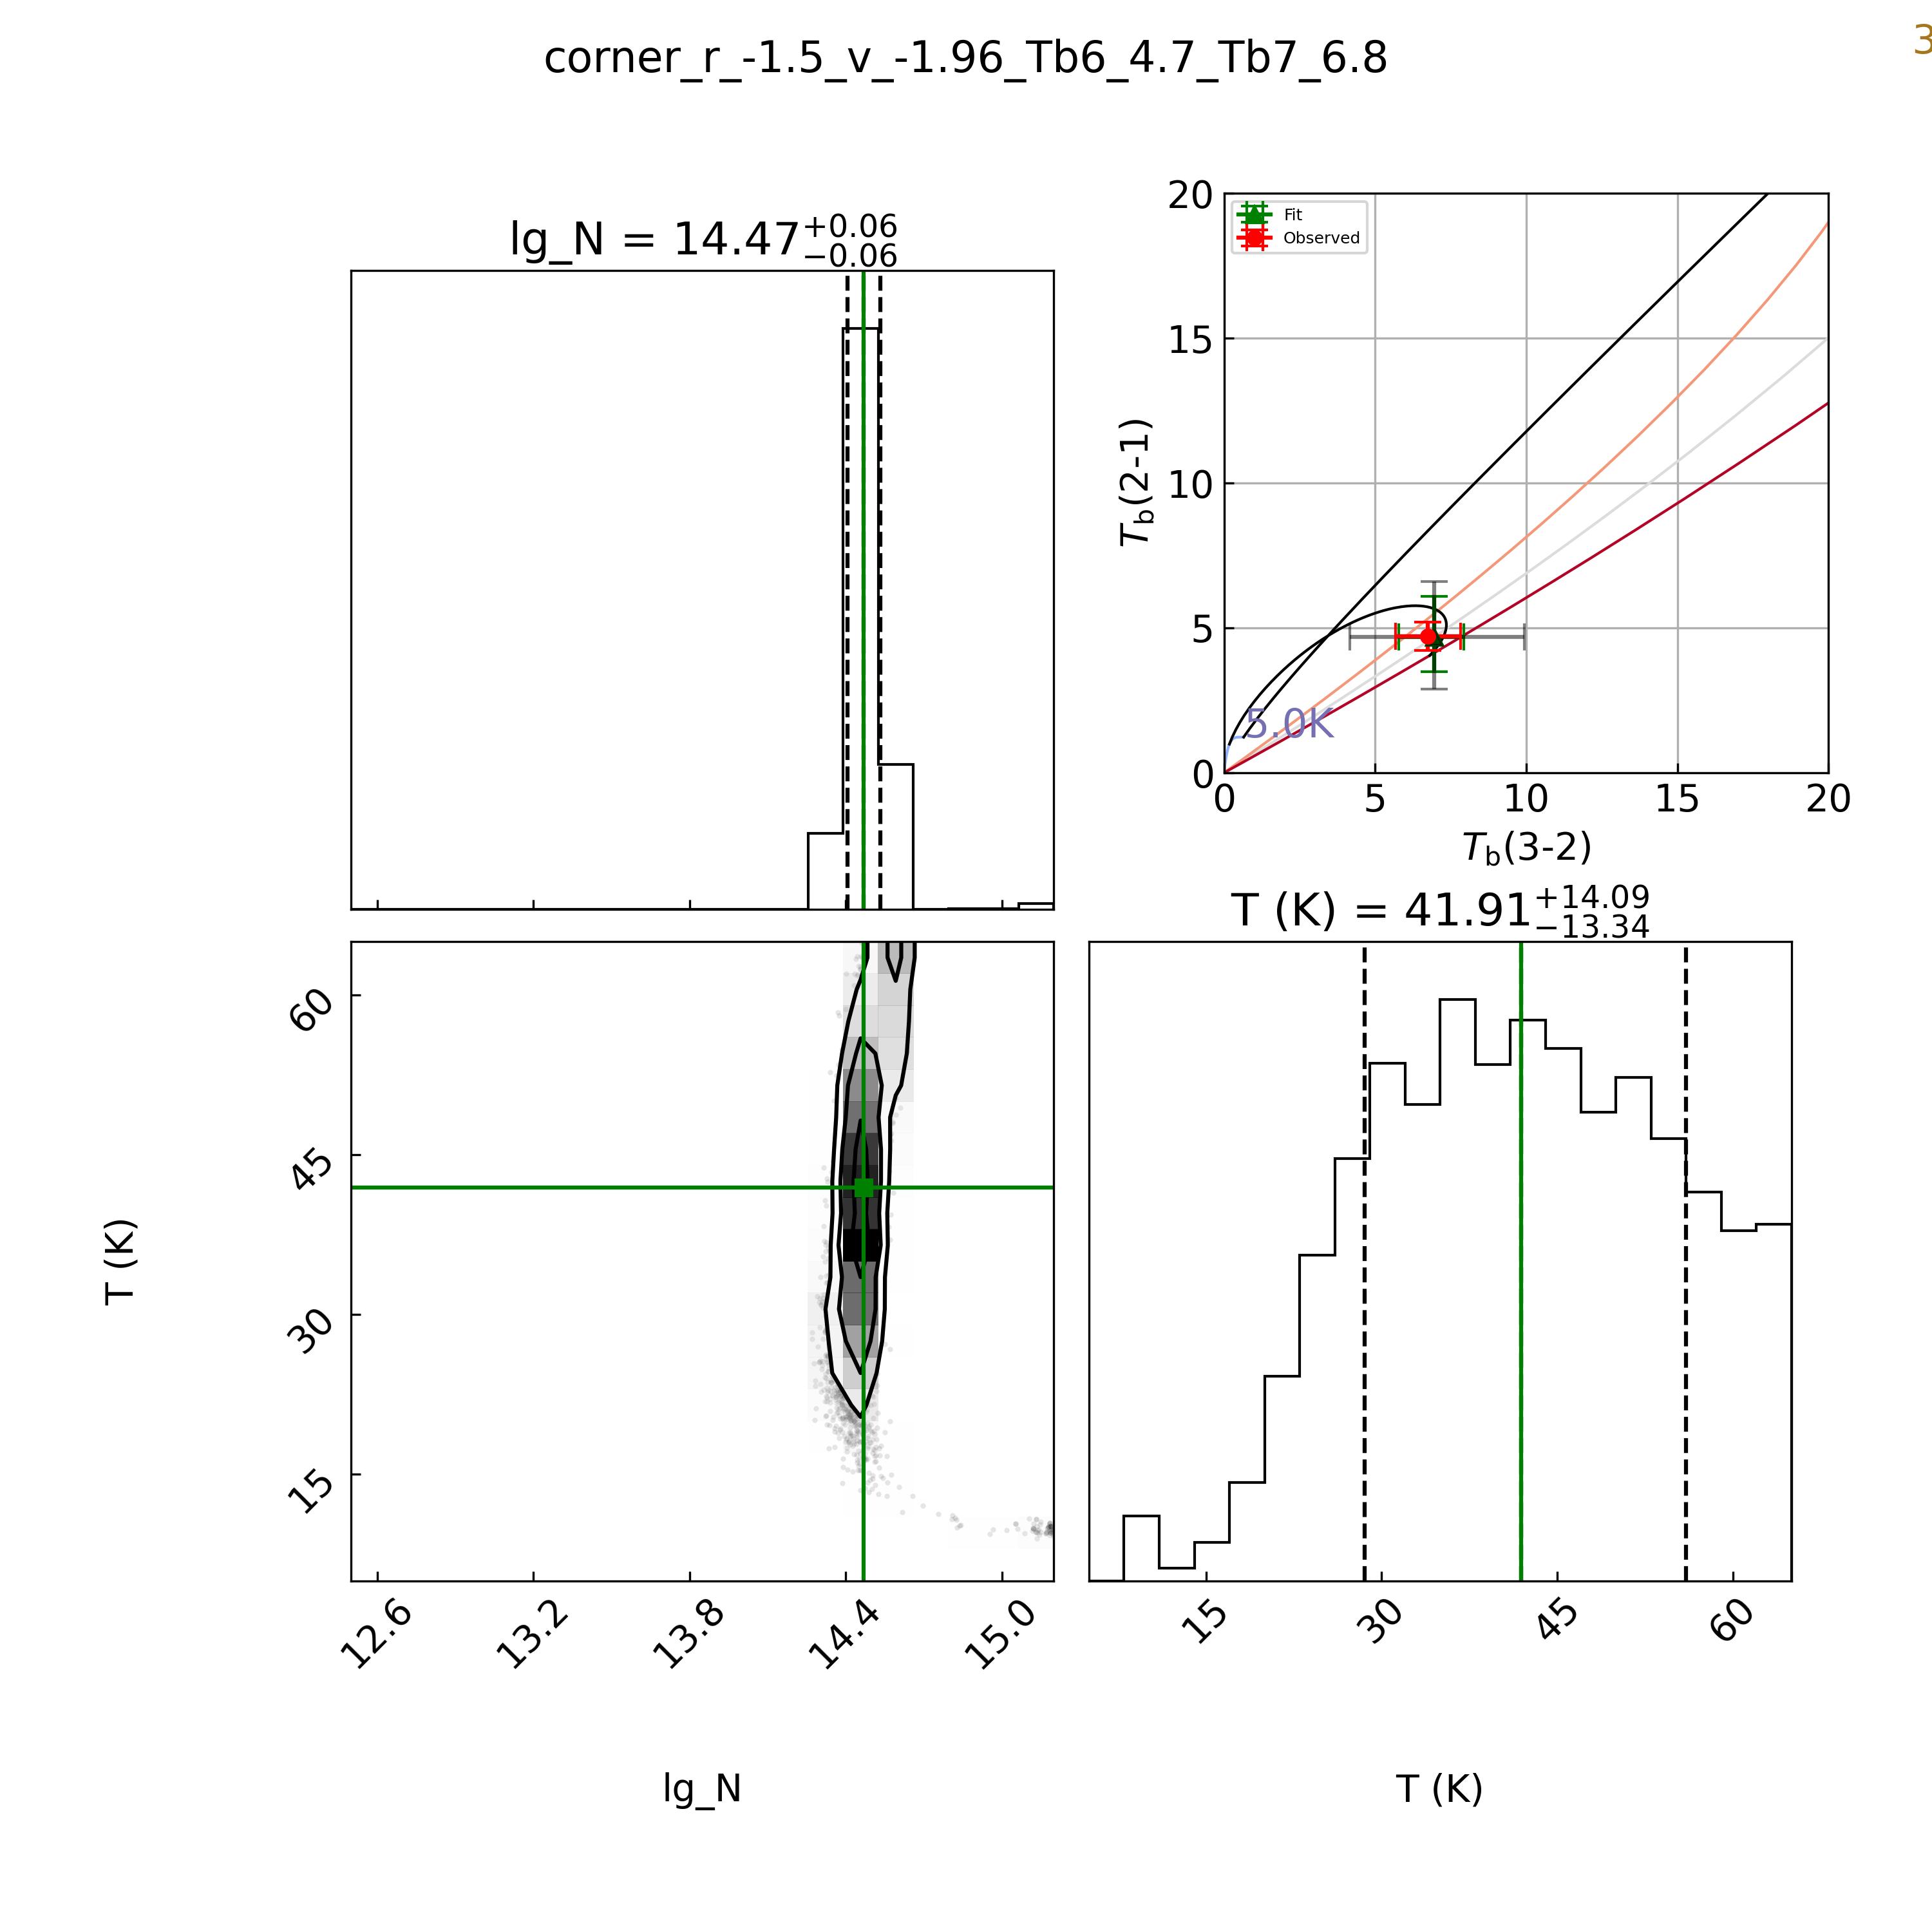 3
corner_r_-1.5_v_-1.96_Tb6_4.7_Tb7_6.8
lg_N = 14.47+0.06−0.06
20
15
10
5
0
Fit
Observed
5.0K
Tb(2-1)
0 5 10 15 20
Tb(3-2)
T (K) = 41.91+14.09−13.34
60
45
30
15
T (K)
12.6 13.2 13.8 14.4 15.0
15 30 45 60
lg_N
T (K)